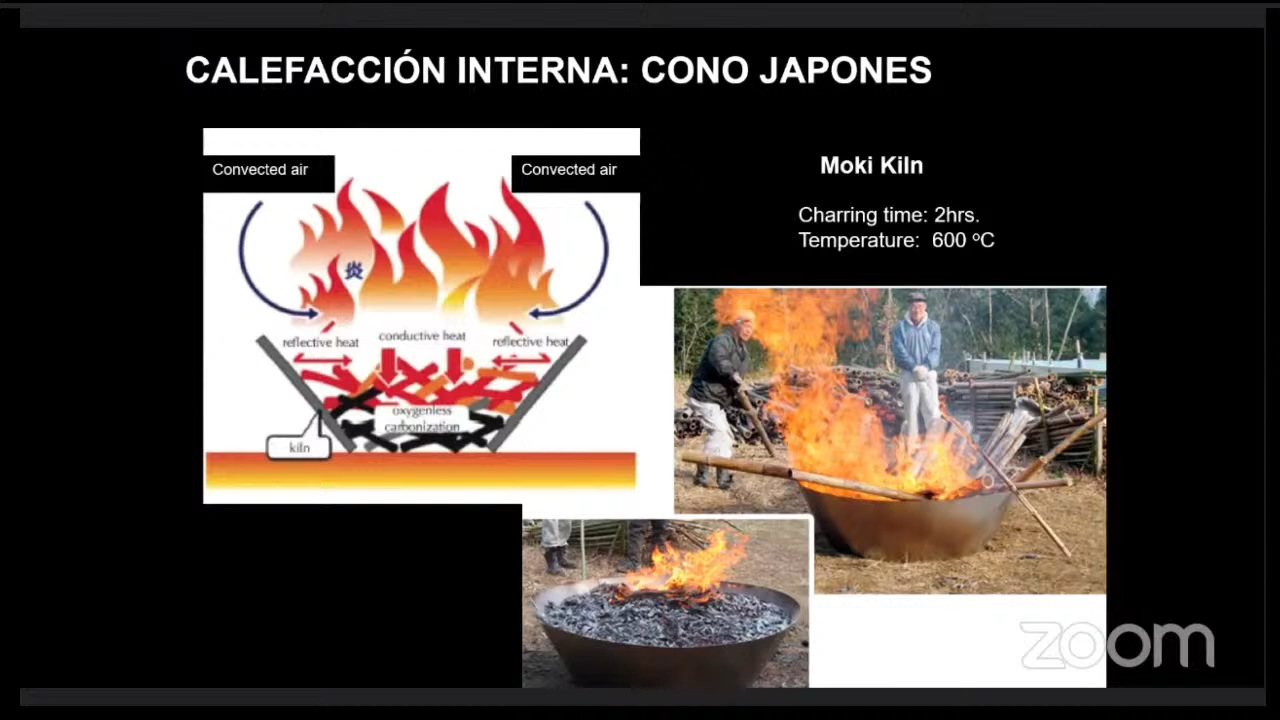 CALEFACCIÓN INTERNA: CONO JAPONES
Convected air
Convected air
Moki Kiln
Charring time: 2hrs.
Temperature: 600 ºC
炎
reflective heat
conductive heat
reflective heat
oxygenless
carbonization
kiln
zoom